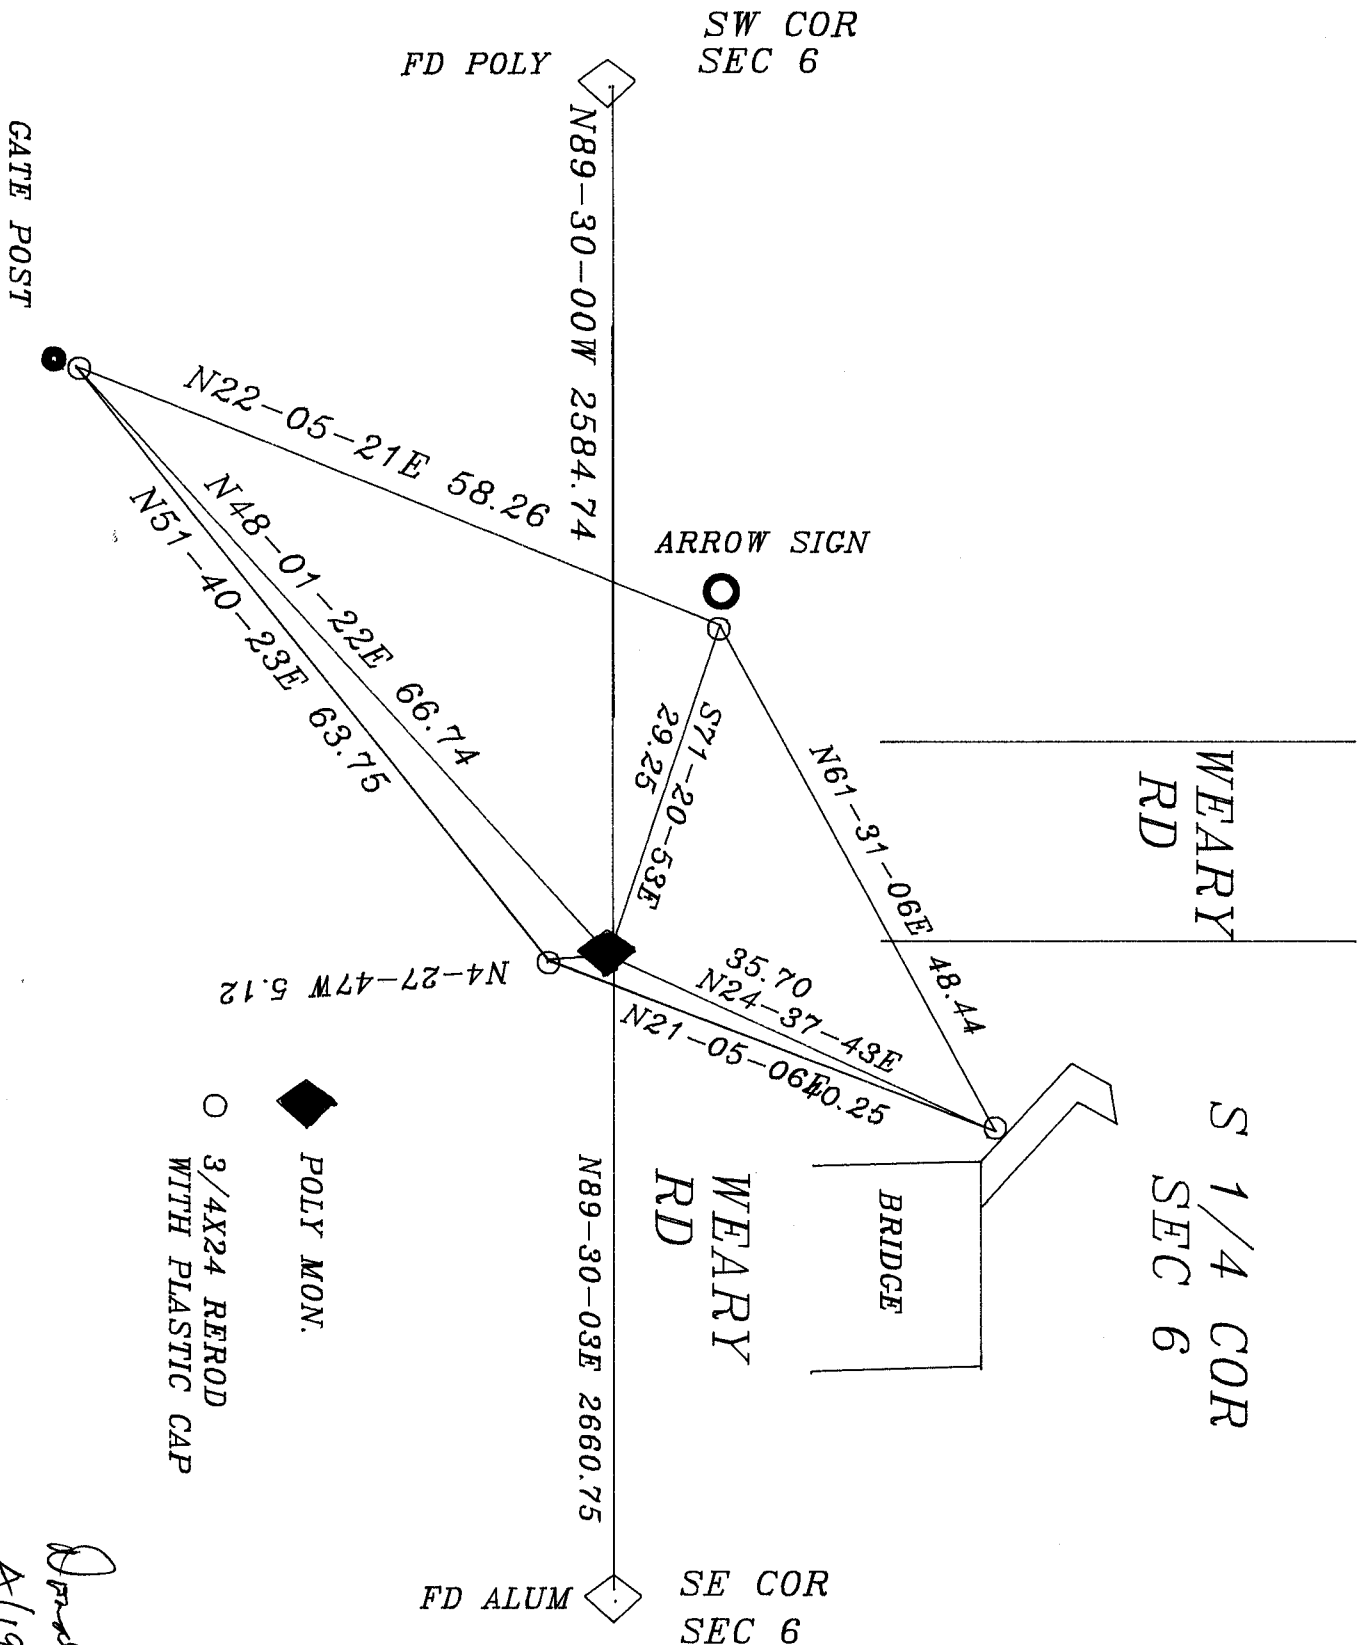 SW COR
SEC 6
FD POLY
N89-30-00W 2584.74
GATE POST
N22-05-21E 58.26
N48-01-22E 66.74
N51-40-23E 63.75
ARROW SIGN
S71-20-53E
29.25
N61-31-06E 48.44
WEARY
RD
35.70
N24-37-43E
N21-05-06E 40.25
N4-27-47W 5.12
S 1/4 COR
SEC 6
BRIDGE
WEARY
RD
N89-30-03E 2660.75
POLY MON.
3/4X24 REROD
WITH PLASTIC CAP
FD ALUM
SE COR
SEC 6